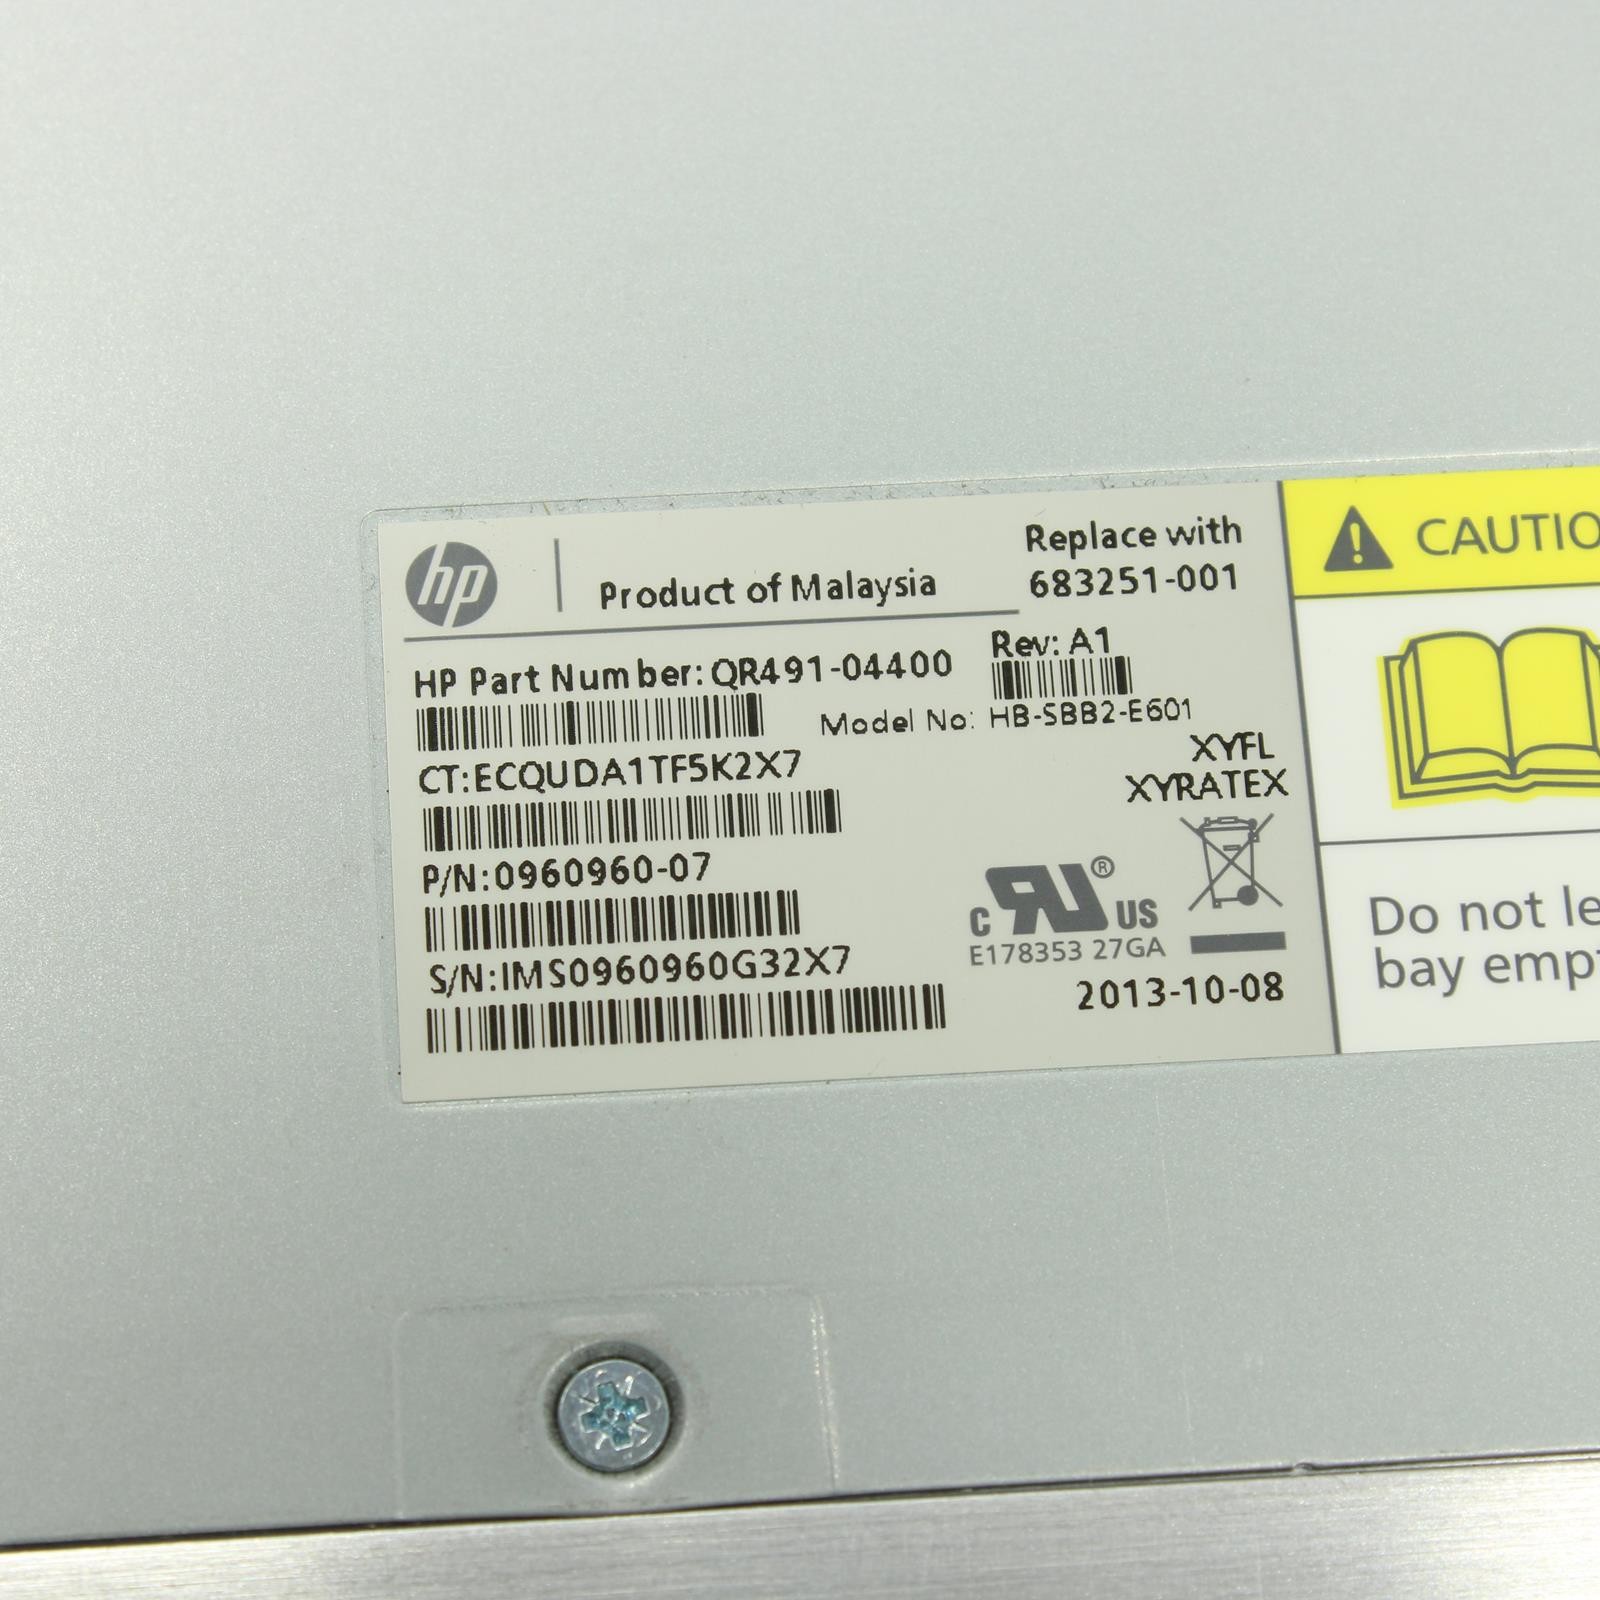 hp
Product of Malaysia
Replace with
683251-001
HP Part Number: QR491-04400
Rev: A1
Model No: HB-SBB2-E601
CT:ECQUDA1TF5K2X7
XYFL
XYRATEX
P/N:0960960-07
S/N:IMS0960960G32X7
c RU ® US
E178353 27GA
2013-10-08
CAUTIO
Do not le
bay emp